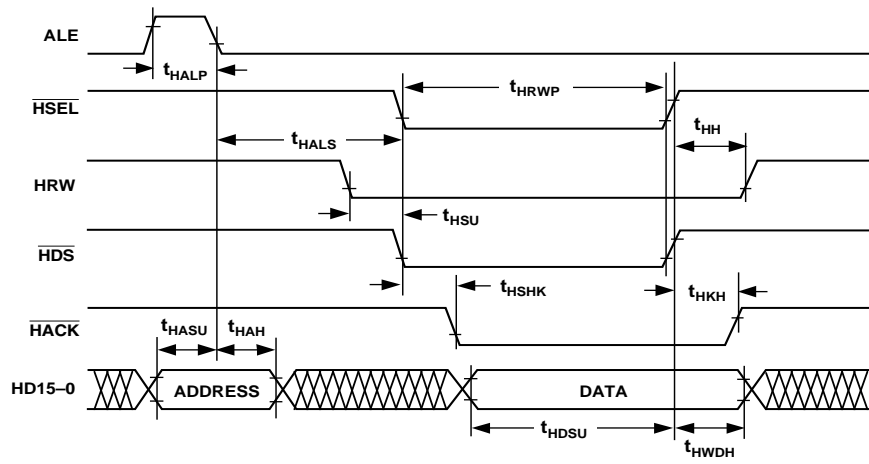 ALE
tHALP
HSEL
tHRWP
tHALS
tHH
HRW
tHSU
HDS
tHSHK
tHKH
HACK
tHASU
tHAH
HD15–0
ADDRESS
DATA
tHDSU
tHWDH